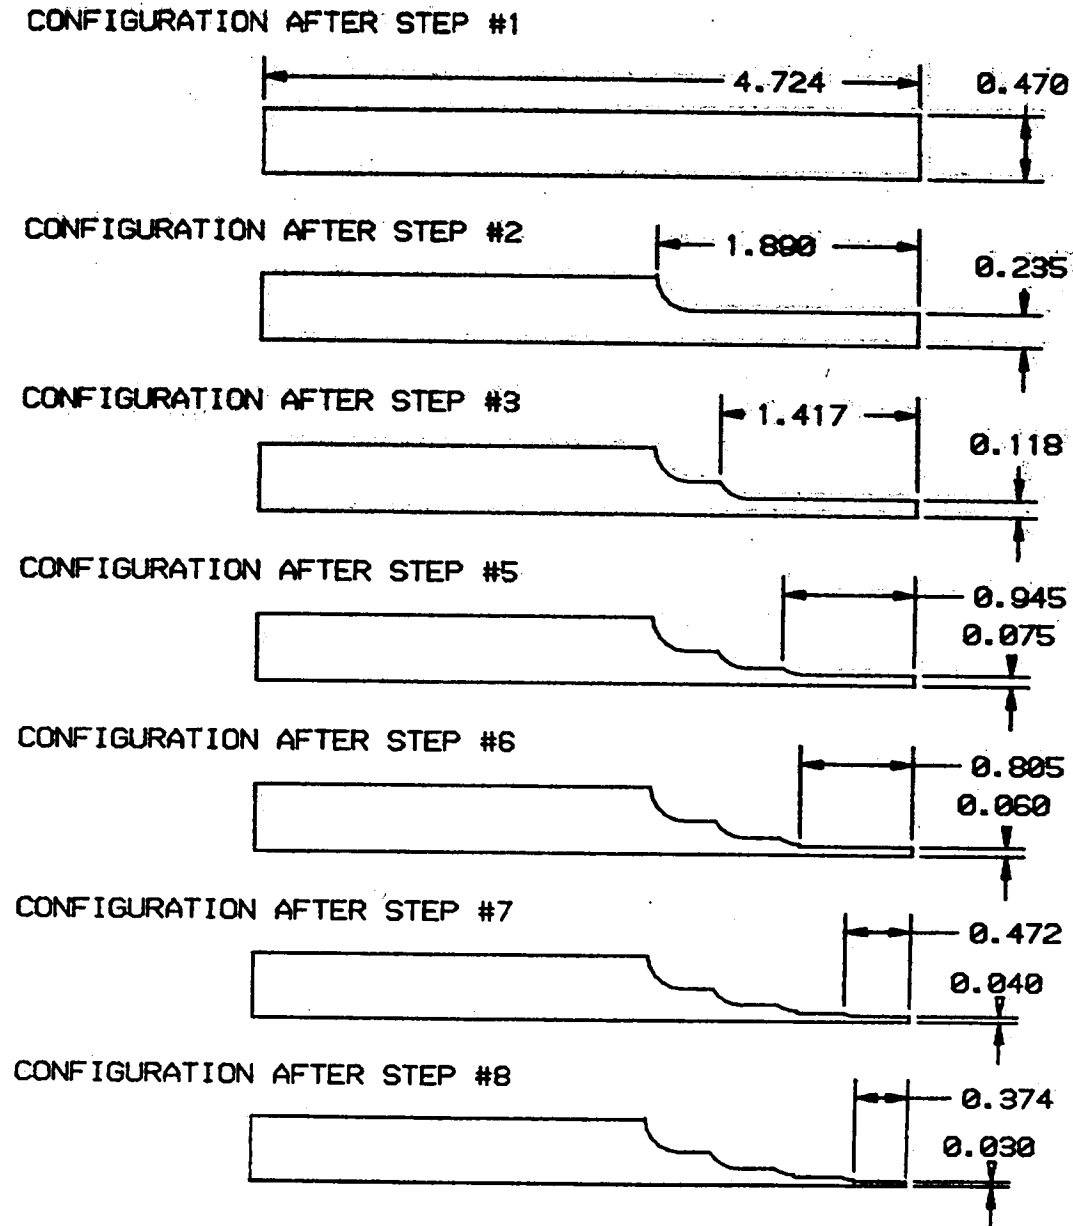 CONFIGURATION AFTER STEP #1
4.724
0.470
CONFIGURATION AFTER STEP #2
1.890
0.235
CONFIGURATION AFTER STEP #3
1.417
0.118
CONFIGURATION AFTER STEP #5
0.945
0.075
CONFIGURATION AFTER STEP #6
0.805
0.060
CONFIGURATION AFTER STEP #7
0.472
0.040
CONFIGURATION AFTER STEP #8
0.374
0.030